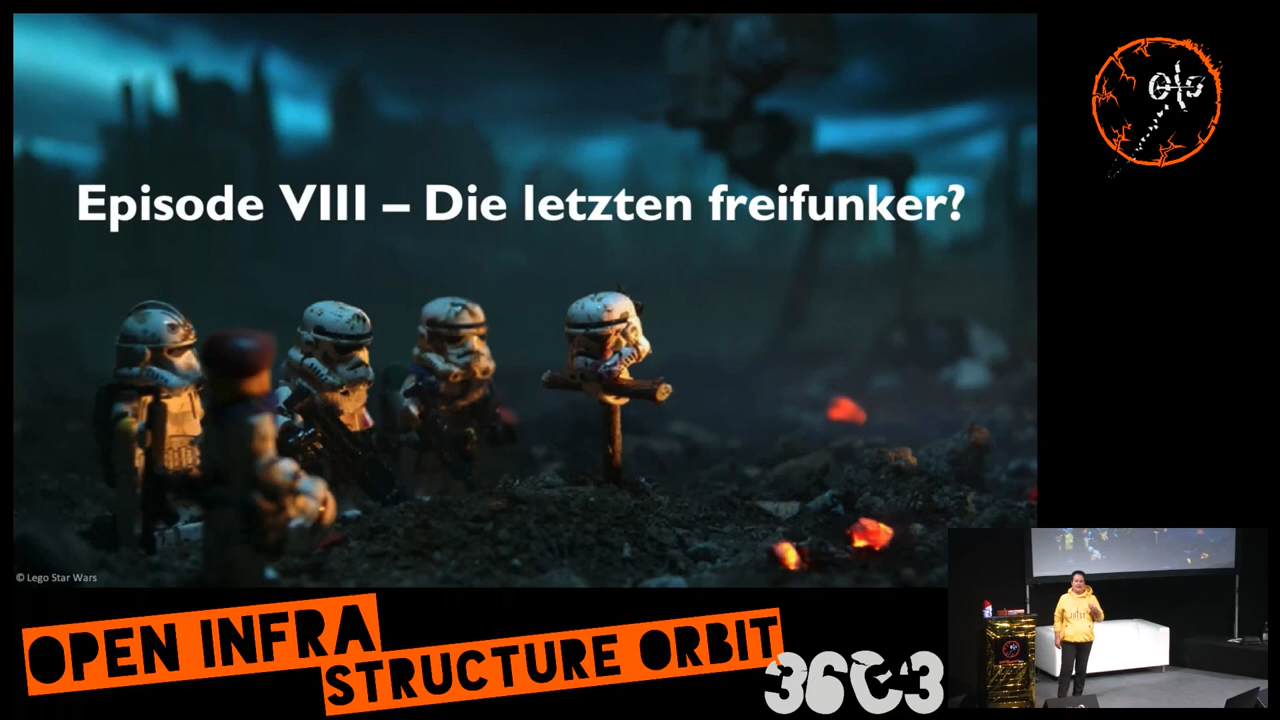 Episode VIII – Die letzten freifunker?
© Lego Star Wars
OPEN INFRA
STRUCTURE ORBIT
36C3